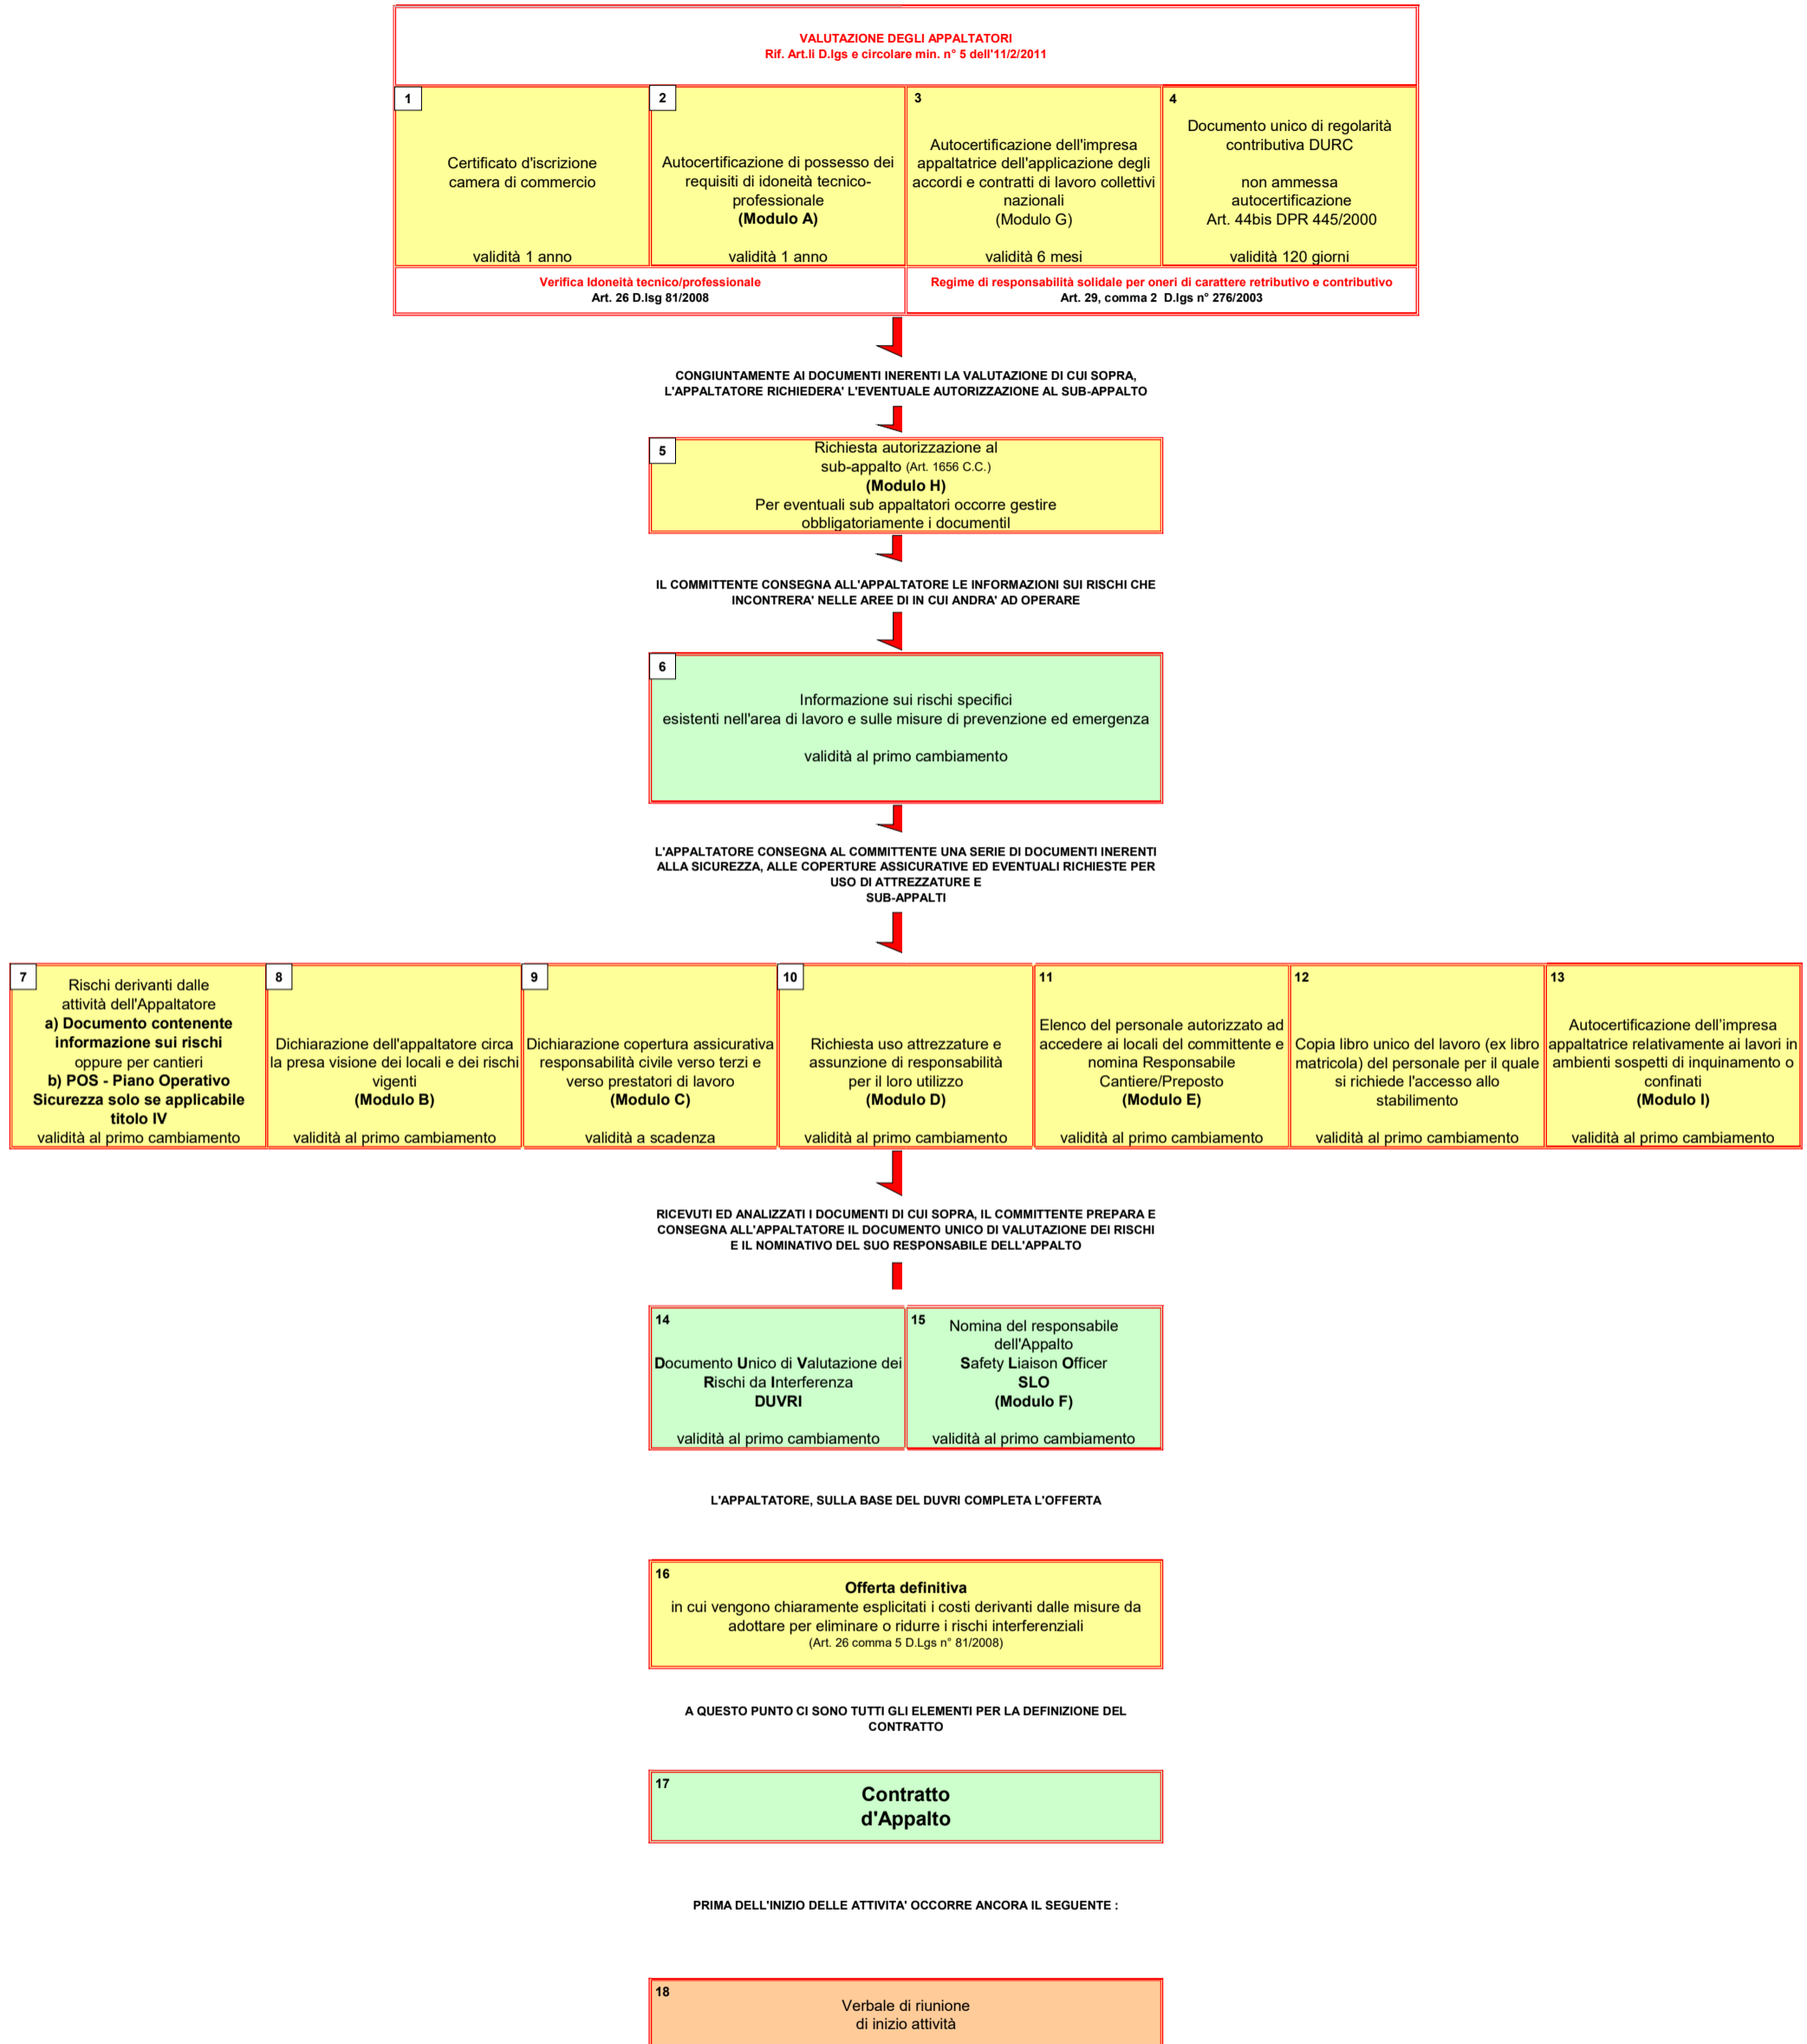 VALUTAZIONE DEGLI APPALTATORI
Rif. Art.li D.lgs e circolare min. n° 5 dell'11/2/2011
1
Certificato d'iscrizione
camera di commercio
validità 1 anno
2
Autocertificazione di possesso dei
requisiti di idoneità tecnico-
professionale
(Modulo A)
validità 1 anno
3
Autocertificazione dell'impresa
appaltatrice dell'applicazione degli
accordi e contratti di lavoro collettivi
nazionali
(Modulo G)
validità 6 mesi
4
Documento unico di regolarità
contributiva DURC
non ammessa
autocertificazione
Art. 44bis DPR 445/2000
validità 120 giorni
Verifica Idoneità tecnico/professionale
Art. 26 D.lsg 81/2008
Regime di responsabilità solidale per oneri di carattere retributivo e contributivo
Art. 29, comma 2 D.lgs n° 276/2003
CONGIUNTAMENTE AI DOCUMENTI INERENTI LA VALUTAZIONE DI CUI SOPRA,
L'APPALTATORE RICHIEDERA' L'EVENTUALE AUTORIZZAZIONE AL SUB-APPALTO
5
Richiesta autorizzazione al
sub-appalto (Art. 1656 C.C.)
(Modulo H)
Per eventuali sub appaltatori occorre gestire
obbligatoriamente i documentil
IL COMMITTENTE CONSEGNA ALL'APPALTATORE LE INFORMAZIONI SUI RISCHI CHE
INCONTRERA' NELLE AREE DI IN CUI ANDRA' AD OPERARE
6
Informazione sui rischi specifici
esistenti nell'area di lavoro e sulle misure di prevenzione ed emergenza
validità al primo cambiamento
L'APPALTATORE CONSEGNA AL COMMITTENTE UNA SERIE DI DOCUMENTI INERENTI
ALLA SICUREZZA, ALLE COPERTURE ASSICURATIVE ED EVENTUALI RICHIESTE PER
USO DI ATTREZZATURE E
SUB-APPALTI
7
Rischi derivanti dalle
attività dell'Appaltatore
a) Documento contenente
informazione sui rischi
oppure per cantieri
b) POS - Piano Operativo
Sicurezza solo se applicabile
titolo IV
validità al primo cambiamento
8
Dichiarazione dell'appaltatore circa
la presa visione dei locali e dei rischi
vigenti
(Modulo B)
validità al primo cambiamento
9
Dichiarazione copertura assicurativa
responsabilità civile verso terzi e
verso prestatori di lavoro
(Modulo C)
validità a scadenza
10
Richiesta uso attrezzature e
assunzione di responsabilità
per il loro utilizzo
(Modulo D)
validità al primo cambiamento
11
Elenco del personale autorizzato ad
accedere ai locali del committente e
nomina Responsabile
Cantiere/Preposto
(Modulo E)
validità al primo cambiamento
12
Copia libro unico del lavoro (ex libro
matricola) del personale per il quale
si richiede l'accesso allo
stabilimento
validità al primo cambiamento
13
Autocertificazione dell'impresa
appaltatrice relativamente ai lavori in
ambienti sospetti di inquinamento o
confinati
(Modulo I)
validità al primo cambiamento
RICEVUTI ED ANALIZZATI I DOCUMENTI DI CUI SOPRA, IL COMMITTENTE PREPARA E
CONSEGNA ALL'APPALTATORE IL DOCUMENTO UNICO DI VALUTAZIONE DEI RISCHI
E IL NOMINATIVO DEL SUO RESPONSABILE DELL'APPALTO
14
Documento Unico di Valutazione dei
Rischi da Interferenza
DUVRI
validità al primo cambiamento
15
Nomina del responsabile
dell'Appalto
Safety Liaison Officer
SLO
(Modulo F)
validità al primo cambiamento
L'APPALTATORE, SULLA BASE DEL DUVRI COMPLETA L'OFFERTA
16
Offerta definitiva
in cui vengono chiaramente esplicitati i costi derivanti dalle misure da
adottare per eliminare o ridurre i rischi interferenziali
(Art. 26 comma 5 D.Lgs n° 81/2008)
A QUESTO PUNTO CI SONO TUTTI GLI ELEMENTI PER LA DEFINIZIONE DEL
CONTRATTO
17
Contratto
d'Appalto
PRIMA DELL'INIZIO DELLE ATTIVITA' OCCORRE ANCORA IL SEGUENTE :
18
Verbale di riunione
di inizio attività